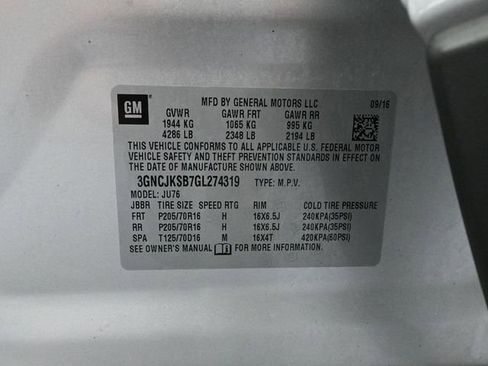 GM
MFD BY GENERAL MOTORS LLC 09/16
GVWR GAWR FRT GAWR RR
1944 KG 1065 KG 995 KG
4286 LB 2348 LB 2194 LB
THIS VEHICLE CONFORMS TO ALL APPLICABLE U.S. FEDERAL MOTOR
VEHICLE SAFETY AND THEFT PREVENTION STANDARDS IN EFFECT ON
THE DATE OF MANUFACTURE SHOWN ABOVE.
3GNCJKSB7GL274319 TYPE: M.P.V.
MODEL: JU76
JBBR TIRE SIZE SPEED RTG RIM COLD TIRE PRESSURE
FRT P205/70R16 H 16X6.5J 240KPA(35PSI)
RR P205/70R16 H 16X6.5J 240KPA(35PSI)
SPA T125/70D16 M 16X4T 420KPA(60PSI)
SEE OWNER'S MANUAL FOR MORE INFORMATION.